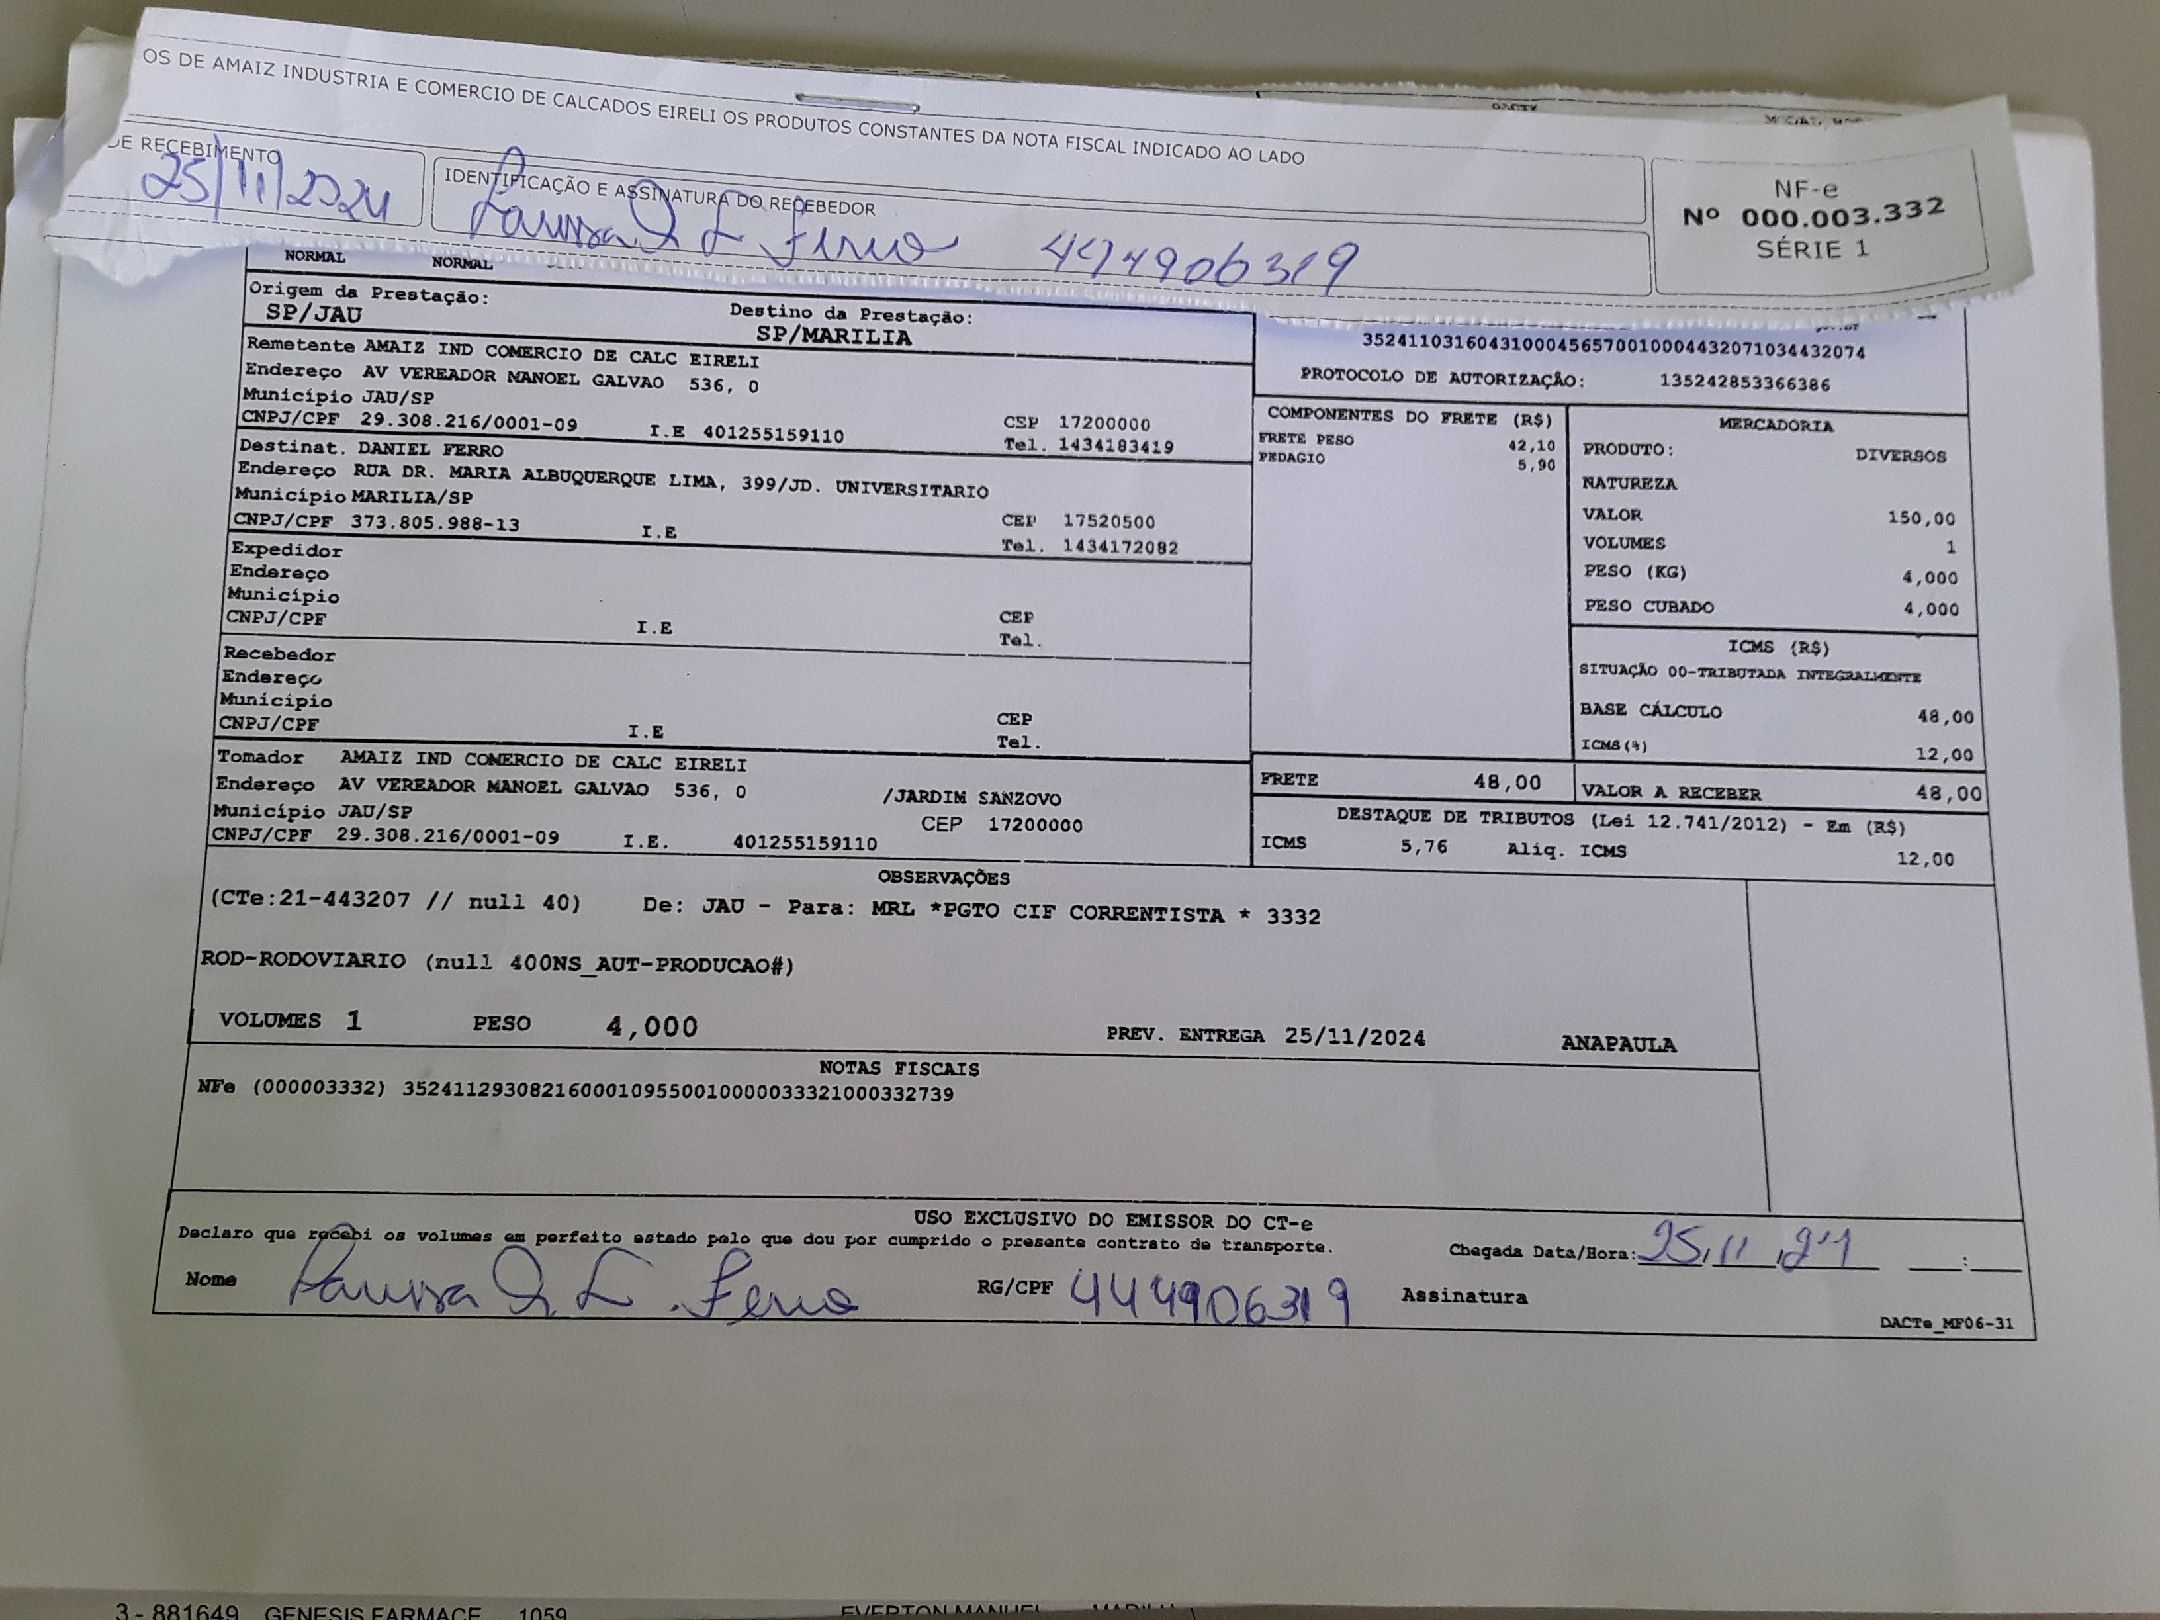 OS DE AMAIZ INDUSTRIA E COMERCIO DE CALCADOS EIRELI OS PRODUTOS CONSTANTES DA NOTA FISCAL INDICADO AO LADO
DE RECEBIMENTO
25/11/2024
IDENTIFICAÇÃO E ASSINATURA DO RECEBEDOR
474906319
NF-e
Nº 000.003.332
SÉRIE 1
NORMAL NORMAL
Origem da Prestação:
SP/JAU
Destino da Prestação:
SP/MARILIA
35241103160431000456570010004432071034432074
PROTOCOLO DE AUTORIZAÇÃO: 135242853366386
Remetente AMAIZ IND COMERCIO DE CALC EIRELI
Endereço AV VEREADOR MANOEL GALVAO 536, 0
Município JAU/SP
CNPJ/CPF 29.308.216/0001-09 I.E 401255159110
CEP 17200000
Tel. 1434183419
Destinat. DANIEL FERRO
Endereço RUA DR. MARIA ALBUQUERQUE LIMA, 399/JD. UNIVERSITARIO
Município MARILIA/SP
CNPJ/CPF 373.805.988-13 I.E
CEP 17520500
Tel. 1434172082
Expedidor
Endereço
Município
CNPJ/CPF I.E
CEP
Tel.
Recebedor
Endereço
Município
CNPJ/CPF I.E
CEP
Tel.
Tomador AMAIZ IND COMERCIO DE CALC EIRELI
Endereço AV VEREADOR MANOEL GALVAO 536, 0 /JARDIM SANZOVO
Município JAU/SP CEP 17200000
CNPJ/CPF 29.308.216/0001-09 I.E. 401255159110
COMPONENTES DO FRETE (R$)
FRETE PESO 42,10
PEDAGIO 5,90
MERCADORIA
PRODUTO: DIVERSOS
NATUREZA
VALOR 150,00
VOLUMES 1
PESO (KG) 4,000
PESO CUBADO 4,000
ICMS (R$)
SITUAÇÃO 00-TRIBUTADA INTEGRALMENTE
BASE CÁLCULO 48,00
ICMS(%) 12,00
FRETE 48,00
VALOR A RECEBER 48,00
DESTAQUE DE TRIBUTOS (Lei 12.741/2012) - Em (R$)
ICMS 5,76 Aliq. ICMS 12,00
OBSERVAÇÕES
(CTe:21-443207 // null 40) De: JAU - Para: MRL *PGTO CIF CORRENTISTA * 3332
ROD-RODOVIARIO (null 400NS_AUT-PRODUCAO#)
VOLUMES 1 PESO 4,000 PREV. ENTREGA 25/11/2024 ANAPAULA
NOTAS FISCAIS
NFe (000003332) 35241129308216000109550010000033321000332739
USO EXCLUSIVO DO EMISSOR DO CT-e
Declaro que recebi os volumes em perfeito estado pelo que dou por cumprido o presente contrato de transporte.
Chegada Data/Hora: 25/11/24 __:__
Nome
RG/CPF 444906319 Assinatura
DACTe_MF06-31
3 - 881649 GENESIS FARMACE 1059 EVERTON MANUEL